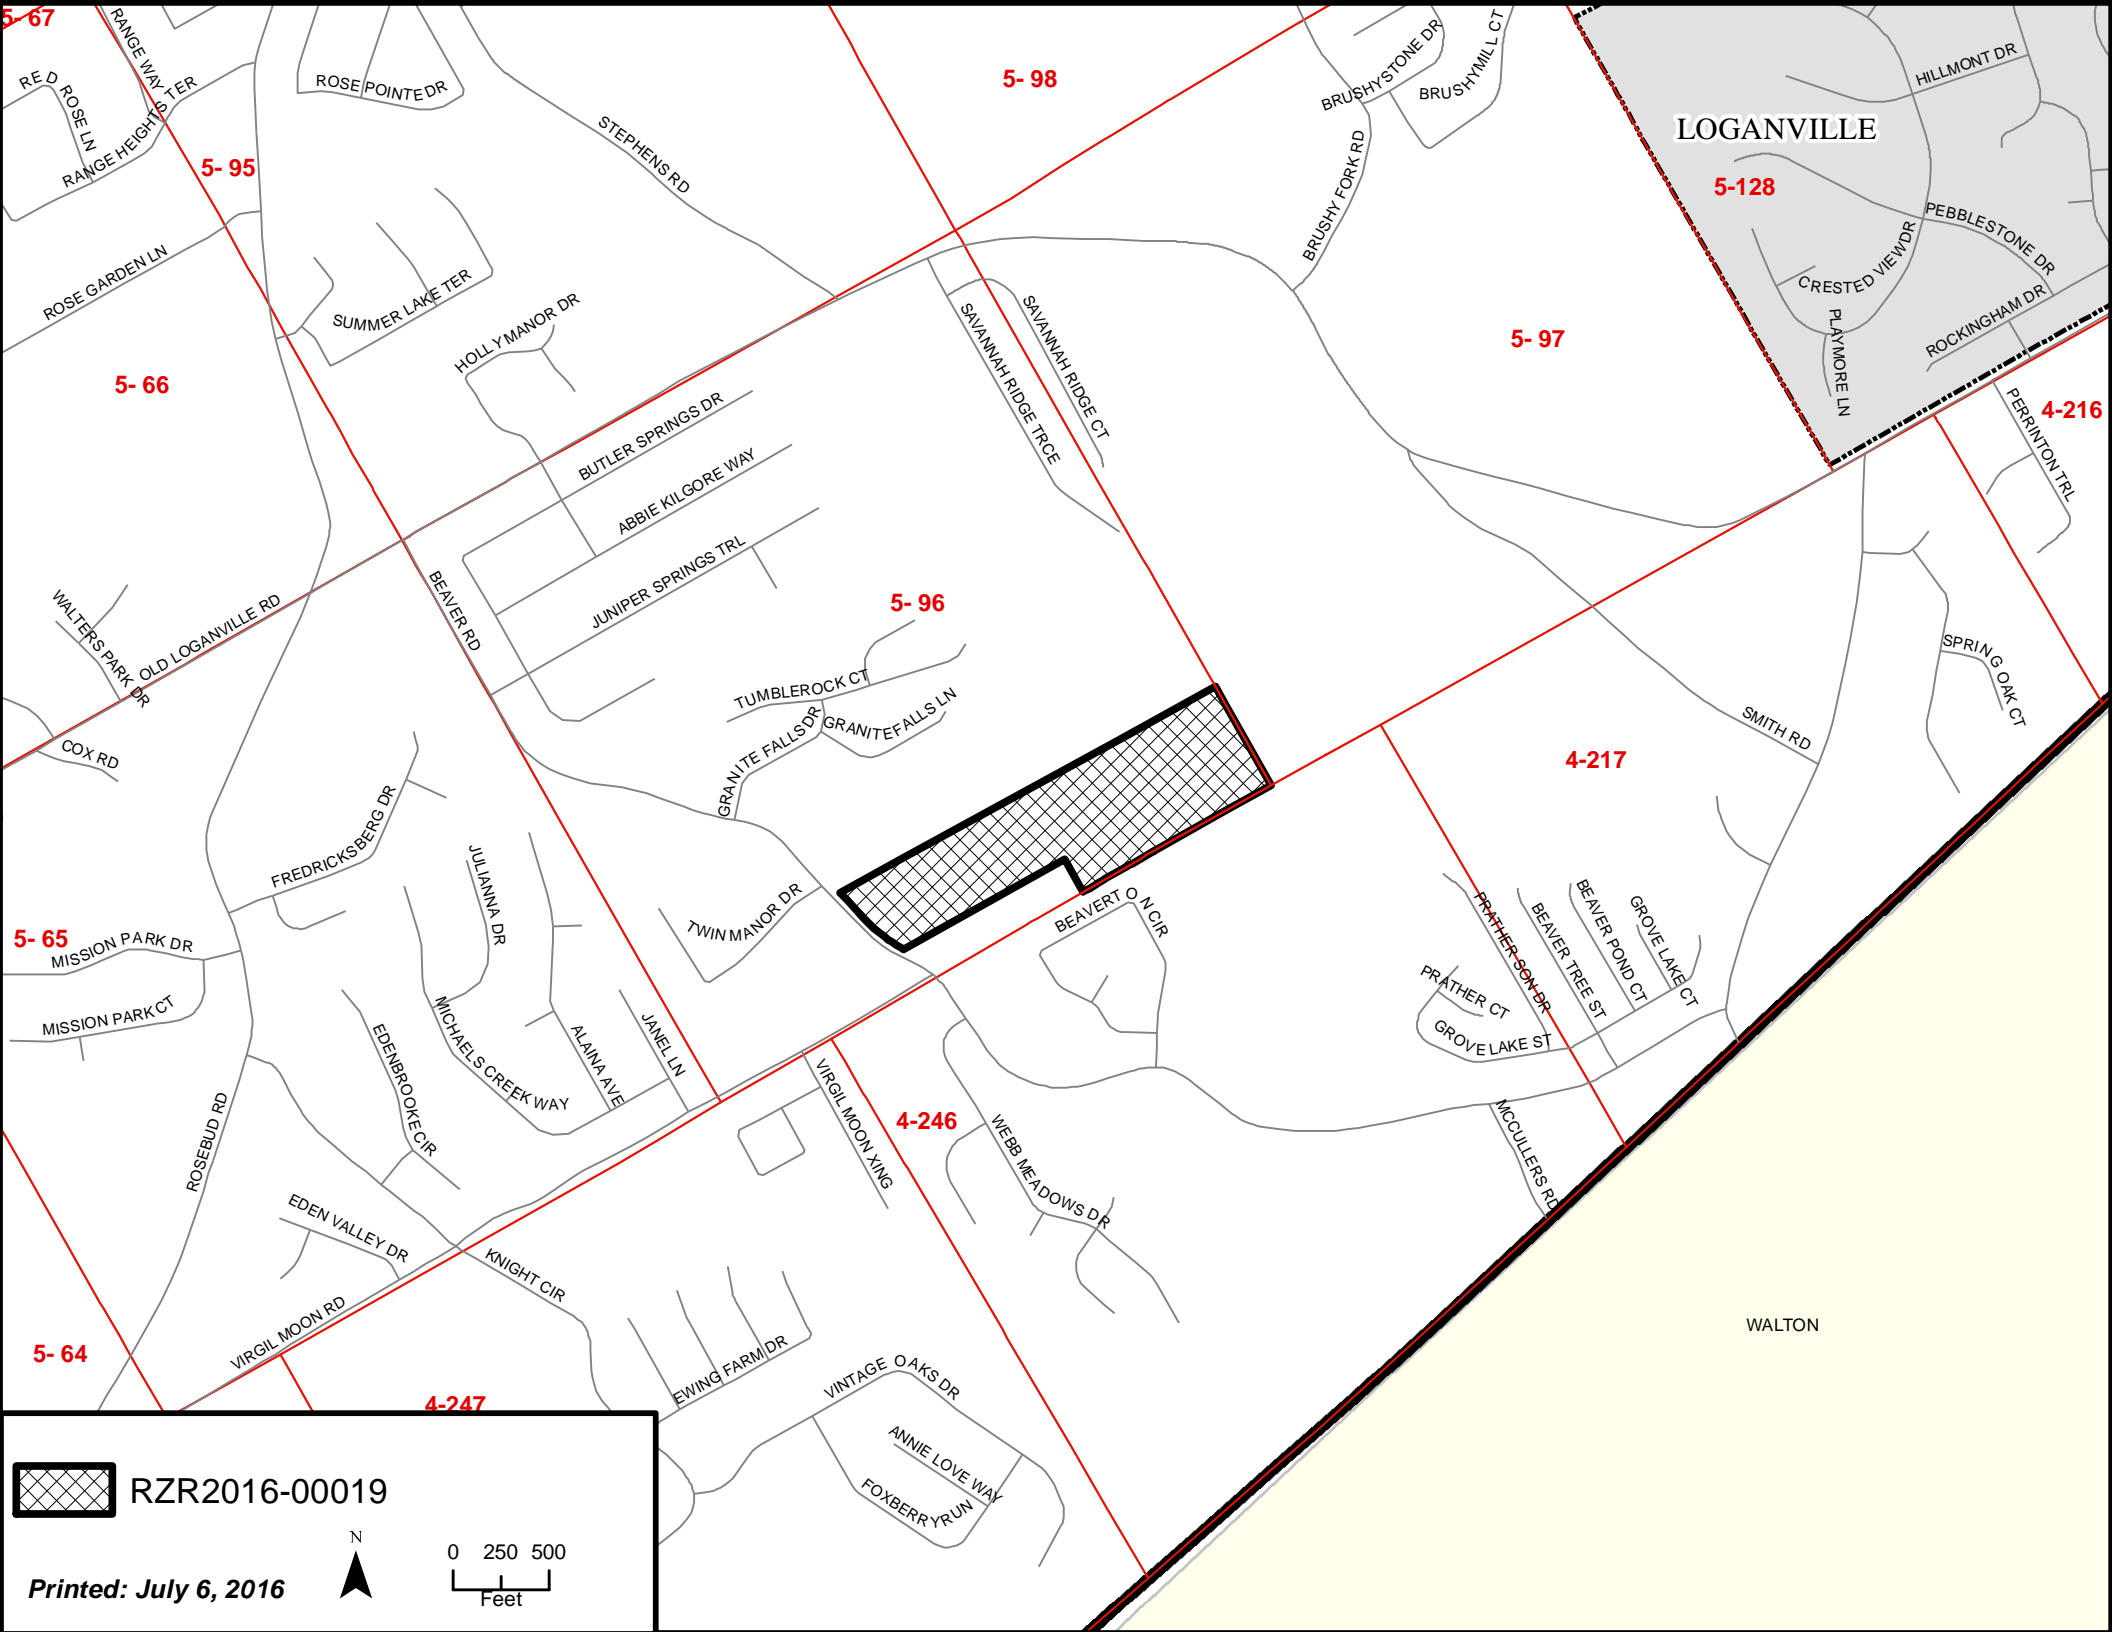 5- 67
RANGE WAY
RED ROSE LN
RANGE HEIGHTS TER
ROSE POINTE DR
5- 95
STEPHENS RD
5- 98
BRUSHYSTONE DR
BRUSHYMILL CT
BRUSHY FORK RD
LOGANVILLE
HILLMONT DR
5-128
PEBBLESTONE DR
CRESTED VIEW DR
ROCKINGHAM DR
PLAYMORE LN
ROSE GARDEN LN
SUMMER LAKE TER
HOLLY MANOR DR
SAVANNAH RIDGE TRCE
SAVANNAH RIDGE CT
5- 97
5- 66
BUTLER SPRINGS DR
ABBIE KILGORE WAY
JUNIPER SPRINGS TRL
4-216
PERRINTON TRL
BEAVER RD
5- 96
WALTERS PARK DR
OLD LOGANVILLE RD
COX RD
TUMBLEROCK CT
GRANITE FALLS DR
GRANITE FALLS LN
SPRING OAK CT
SMITH RD
4-217
FREDRICKSBERG DR
JULIANNA DR
TWIN MANOR DR
BEAVERTON CIR
PRATHER SON DR
BEAVER TREE ST
BEAVER POND CT
GROVE LAKE CT
5- 65
MISSION PARK DR
MISSION PARK CT
PRATHER CT
GROVE LAKE ST
EDENBROOKE CIR
MICHAELS CREEK WAY
ALAINA AVE
JANEL LN
ROSEBUD RD
VIRGIL MOON XING
4-246
WEBB MEADOWS DR
MCCULLERS RD
EDEN VALLEY DR
KNIGHT CIR
VIRGIL MOON RD
5- 64
4-247
EWING FARM DR
VINTAGE OAKS DR
ANNIE LOVE WAY
FOXBERRY RUN
WALTON
RZR2016-00019
N
0 250 500
Feet
Printed: July 6, 2016